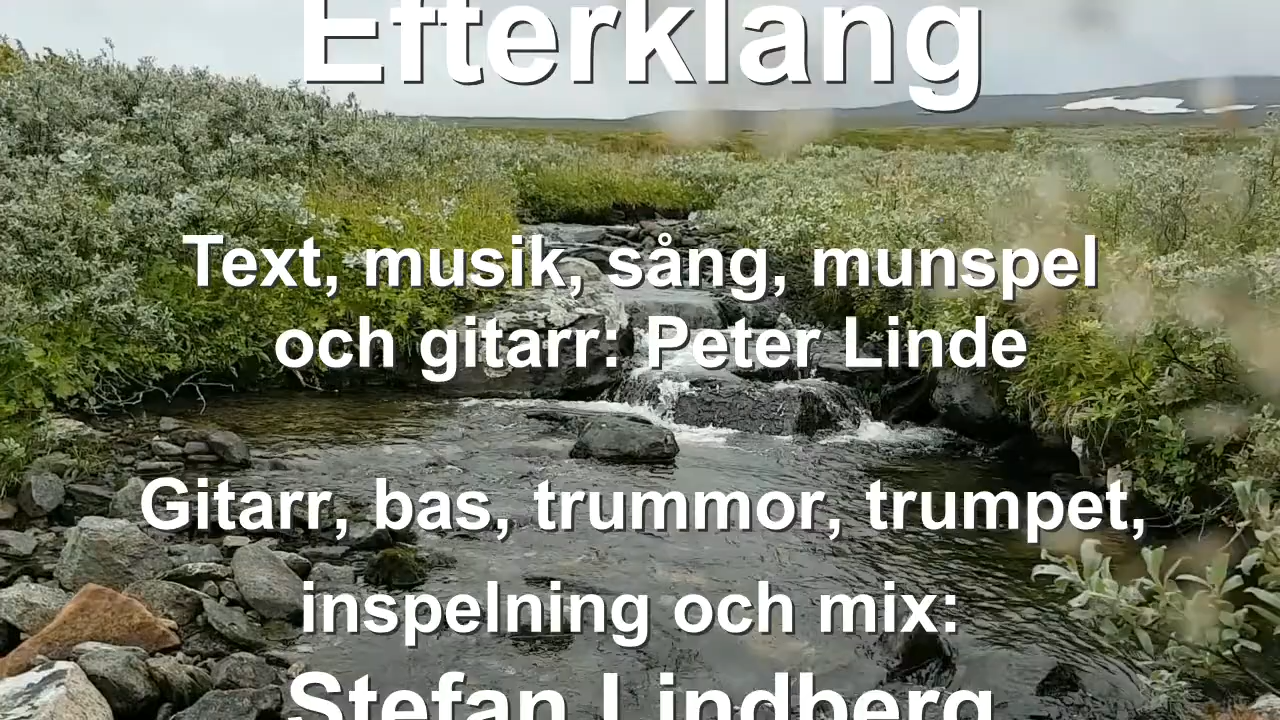 Efterklang
Text, musik, sång, munspel
och gitarr: Peter Linde
Gitarr, bas, trummor, trumpet,
inspelning och mix:
Stefan Lindberg